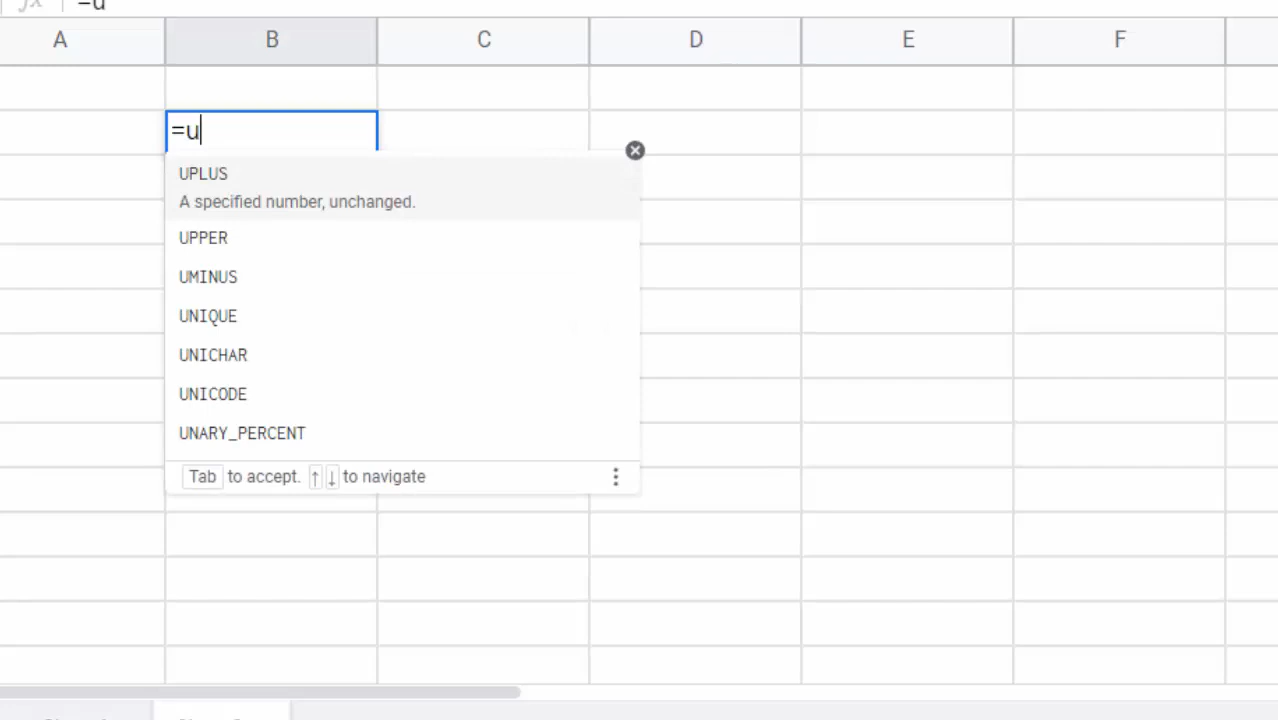 =u
A B C D E F
=u
UPLUS
A specified number, unchanged.
UPPER
UMINUS
UNIQUE
UNICHAR
UNICODE
UNARY_PERCENT
Tab to accept. ↑ ↓ to navigate